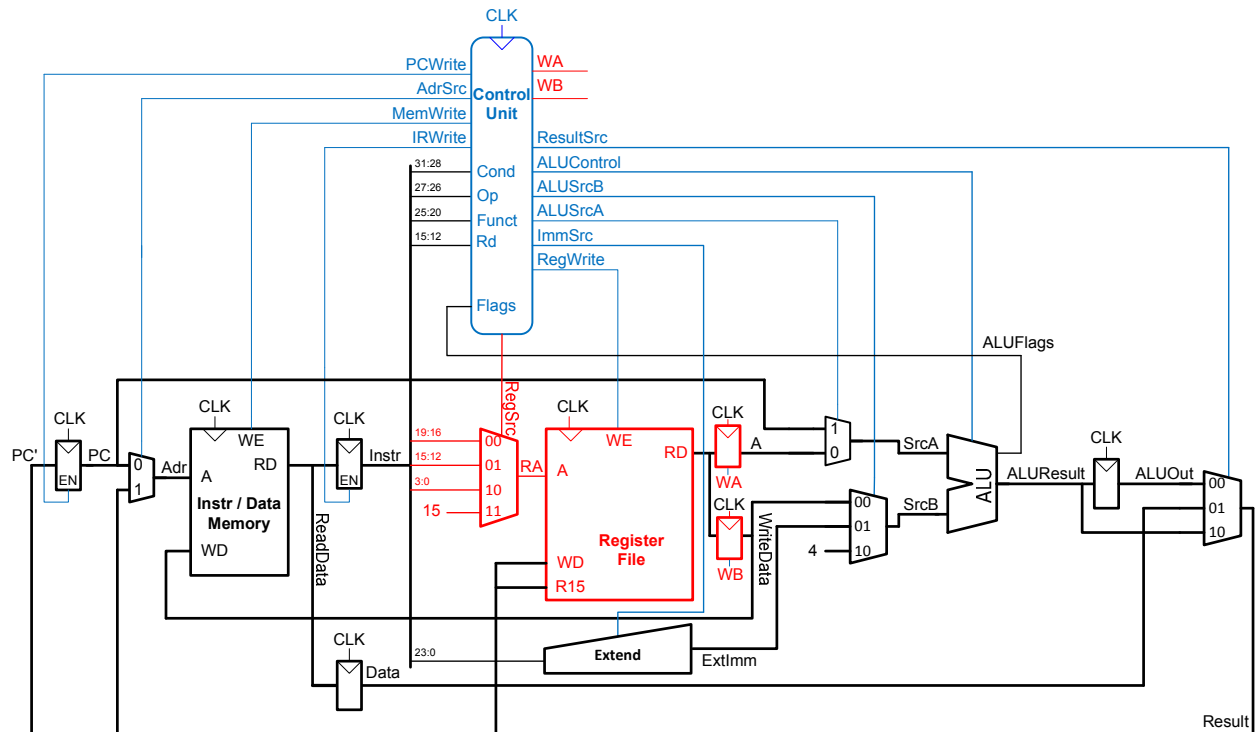 CLK
PCWrite
WA
AdrSrc
WB
Control
Unit
MemWrite
IRWrite
ResultSrc
31:28
Cond
ALUControl
27:26
Op
ALUSrcB
25:20
Funct
ALUSrcA
15:12
Rd
ImmSrc
RegWrite
Flags
ALUFlags
RegSrc
CLK
CLK
CLK
CLK
CLK
PC'
EN
PC
0
1
Adr
WE
A
RD
Instr / Data
Memory
WD
ReadData
EN
Instr
19:16
15:12
3:0
15
00
01
10
11
RA
WE
A
RD
Register
File
WD
R15
A
WA
CLK
WB
WriteData
1
0
SrcA
00
01
10
4
SrcB
ALU
ALUResult
CLK
ALUOut
00
01
10
23:0
Extend
ExtImm
CLK
Data
Result